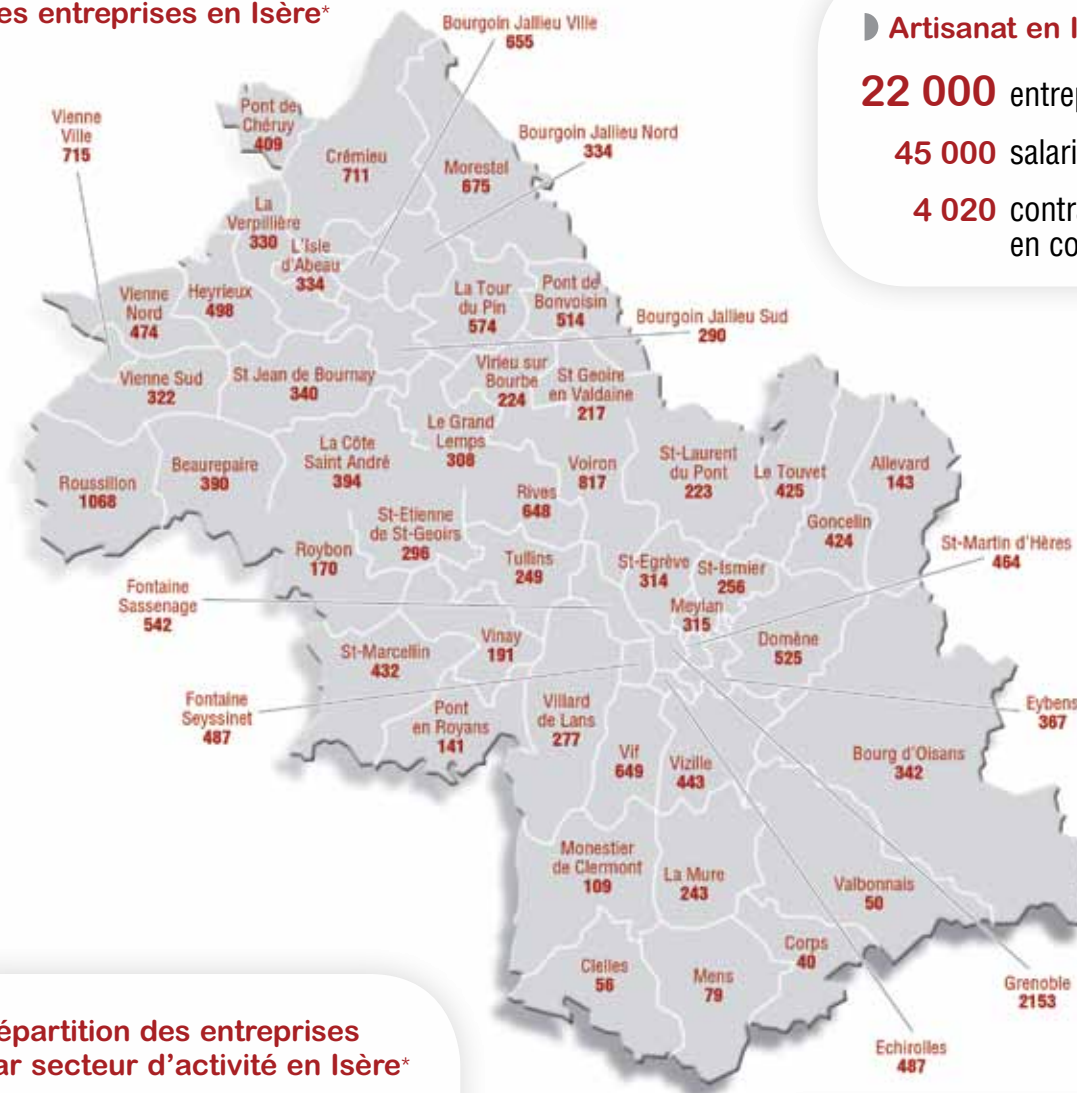 es entreprises en Isère*
Artisanat en I
22 000 entrep
45 000 salari
4 020 contra
en co
Bourgoin Jallieu Ville
655
Vienne
Ville
715
Pont de
Chéruy
409
Bourgoin Jallieu Nord
334
Crémieu
711
Morestel
675
La
Verpillière
330
L'Isle
d'Abeau
334
Vienne
Nord
474
Heyrieux
498
La Tour
du Pin
574
Pont de
Bonvoisin
514
Bourgoin Jallieu Sud
290
Vienne Sud
322
St Jean de Bournay
340
Virieu sur
Bourbe
224
St Geoire
en Valdaine
217
Le Grand
Lemps
308
La Côte
Saint André
394
Beaurepaire
390
Roussillon
1068
Voiron
817
St-Laurent
du Pont
223
Le Touvet
425
Allevard
143
Rives
648
Goncelin
424
St-Etienne
de St-Geoirs
296
St-Martin d'Hères
464
Roybon
170
Tullins
249
St-Egrève
314
St-Ismier
256
Fontaine
Sassenage
542
Meylan
315
Domène
525
St-Marcellin
432
Vinay
191
Fontaine
Seyssinet
487
Pont
en Royans
141
Villard
de Lans
277
Eybens
367
Vif
649
Vizille
443
Bourg d'Oisans
342
Monestier
de Clermont
109
La Mure
243
Valbonnais
50
Corps
40
Clelles
56
Mens
79
Grenoble
2153
Echirolles
487
épartition des entreprises
ar secteur d'activité en Isère*